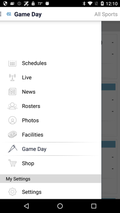 12:10
Game Day
All Sports
Schedules
Live
News
Rosters
Photos
Facilities
Game Day
Shop
My Settings
Settings